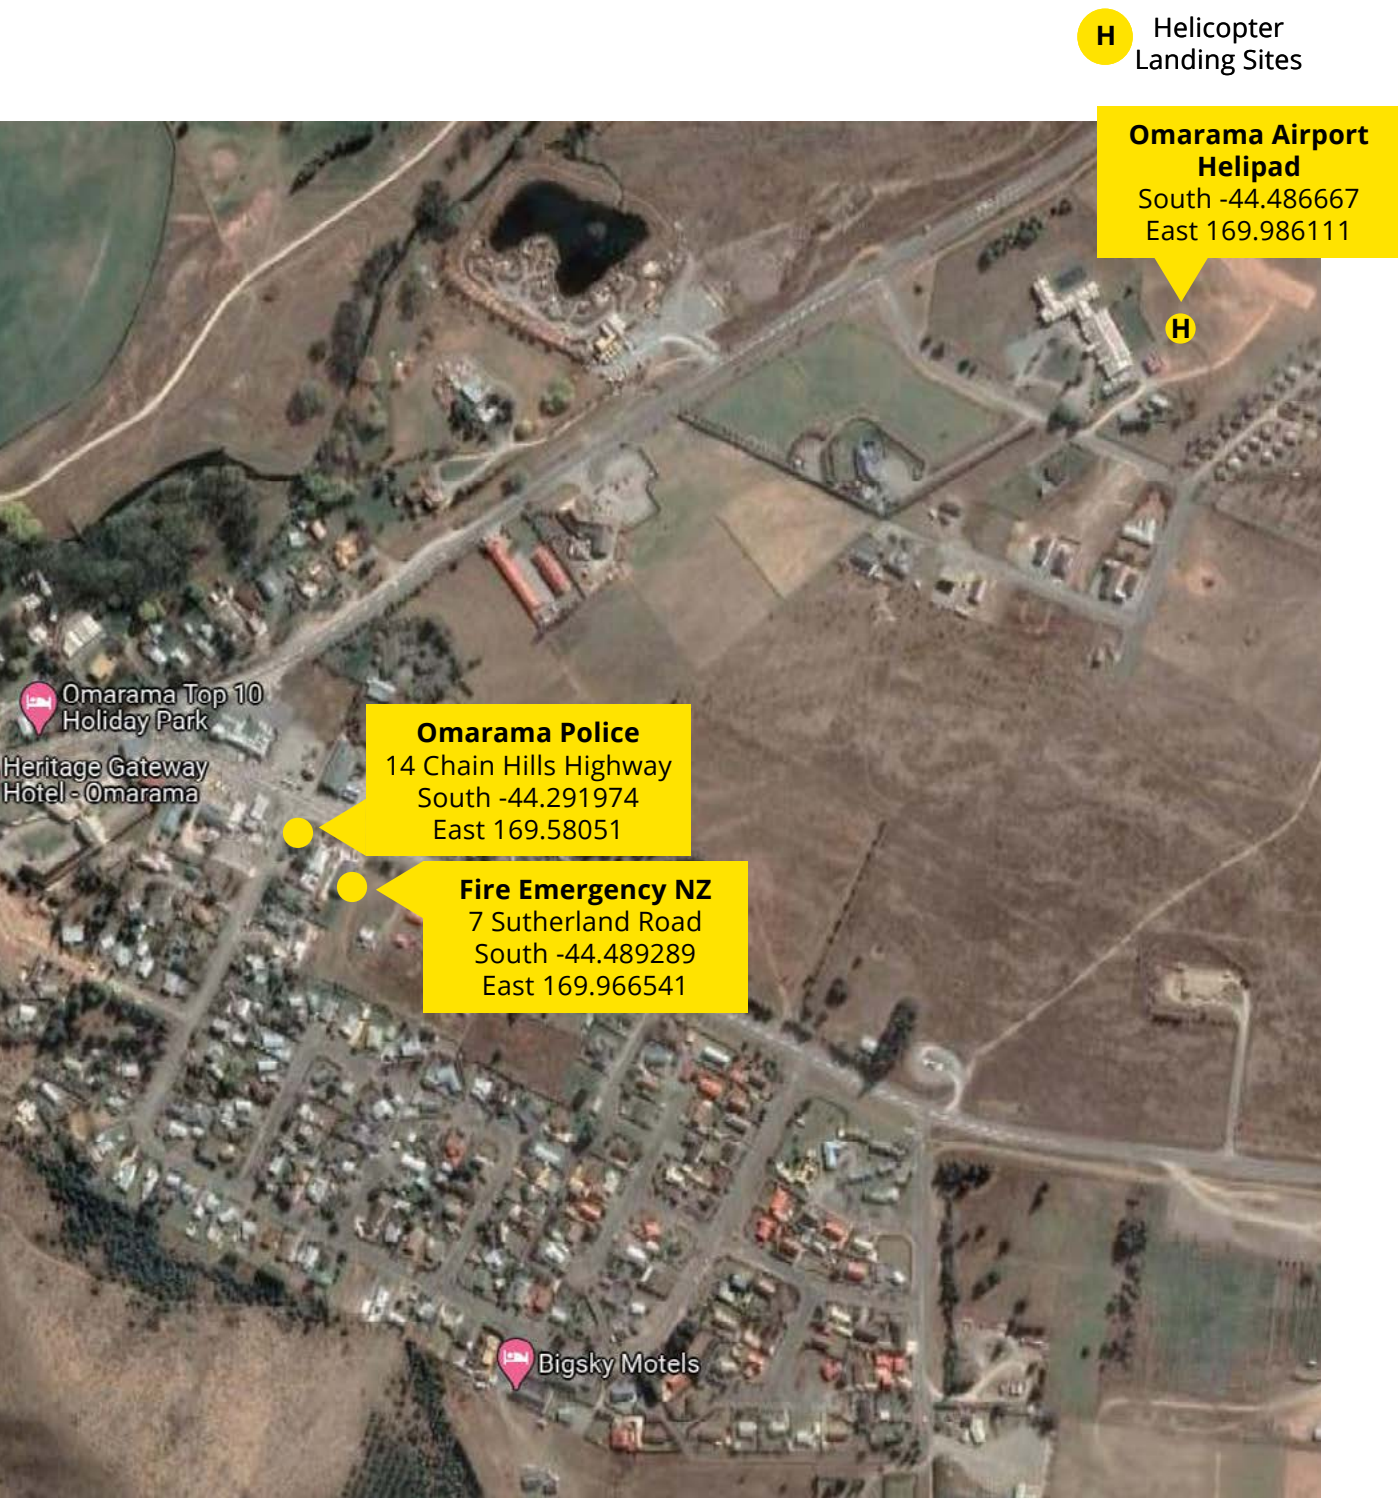 H
Helicopter
Landing Sites
Omarama Airport
Helipad
South -44.486667
East 169.986111
H
Omarama Top 10
Holiday Park
Heritage Gateway
Hotel - Omarama
Omarama Police
14 Chain Hills Highway
South -44.291974
East 169.58051
Fire Emergency NZ
7 Sutherland Road
South -44.489289
East 169.966541
Bigsky Motels